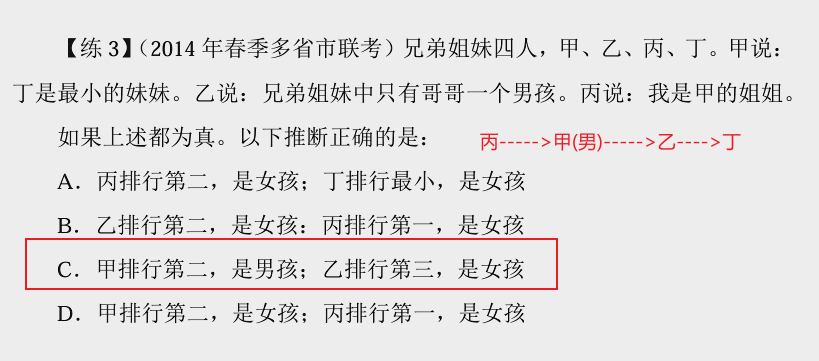 【练 3】（2014 年春季多省市联考）兄弟姐妹四人，甲、乙、丙、丁。甲说：
丁是最小的妹妹。乙说：兄弟姐妹中只有哥哥一个男孩。丙说：我是甲的姐姐。
如果上述都为真。以下推断正确的是：
丙----->甲(男)----->乙---->丁
A．丙排行第二，是女孩；丁排行最小，是女孩
B．乙排行第二，是女孩：丙排行第一，是女孩
C．甲排行第二，是男孩；乙排行第三，是女孩
D．甲排行第二，是女孩；丙排行第一，是女孩